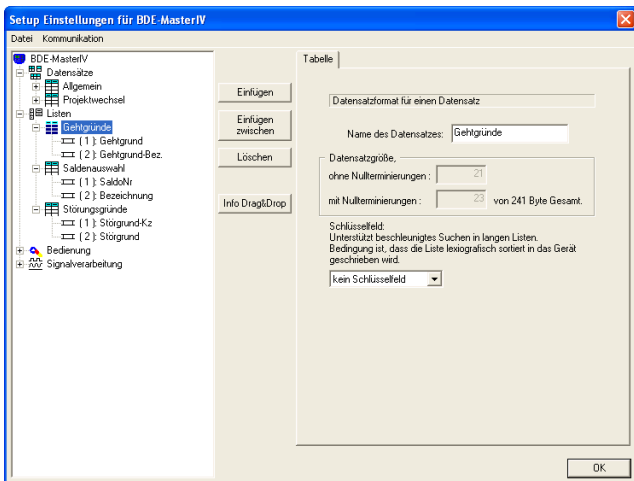 Setup Einstellungen für BDE-MasterIV
Datei Kommunikation
BDE-MasterIV
Datensätze
Allgemein
Projektwechsel
Listen
Gehtgründe
( 1 ): Gehtgrund
( 2 ): Gehtgrund-Bez.
Saldenauswahl
( 1 ): SaldoNr
( 2 ): Bezeichnung
Störungsgründe
( 1 ): Störgrund-Kz
( 2 ): Störgrund
Bedienung
Signalverarbeitung
Einfügen
Einfügen
zwischen
Löschen
Info Drag&Drop
Tabelle
Datensatzformat für einen Datensatz
Name des Datensatzes: Gehtgründe
Datensatzgröße,
ohne Nullterminierungen : 21
mit Nullterminierungen : 23 von 241 Byte Gesamt.
Schlüsselfeld:
Unterstützt beschleunigtes Suchen in langen Listen.
Bedingung ist, dass die Liste lexiografisch sortiert in das Gerät
geschrieben wird.
kein Schlüsselfeld
OK